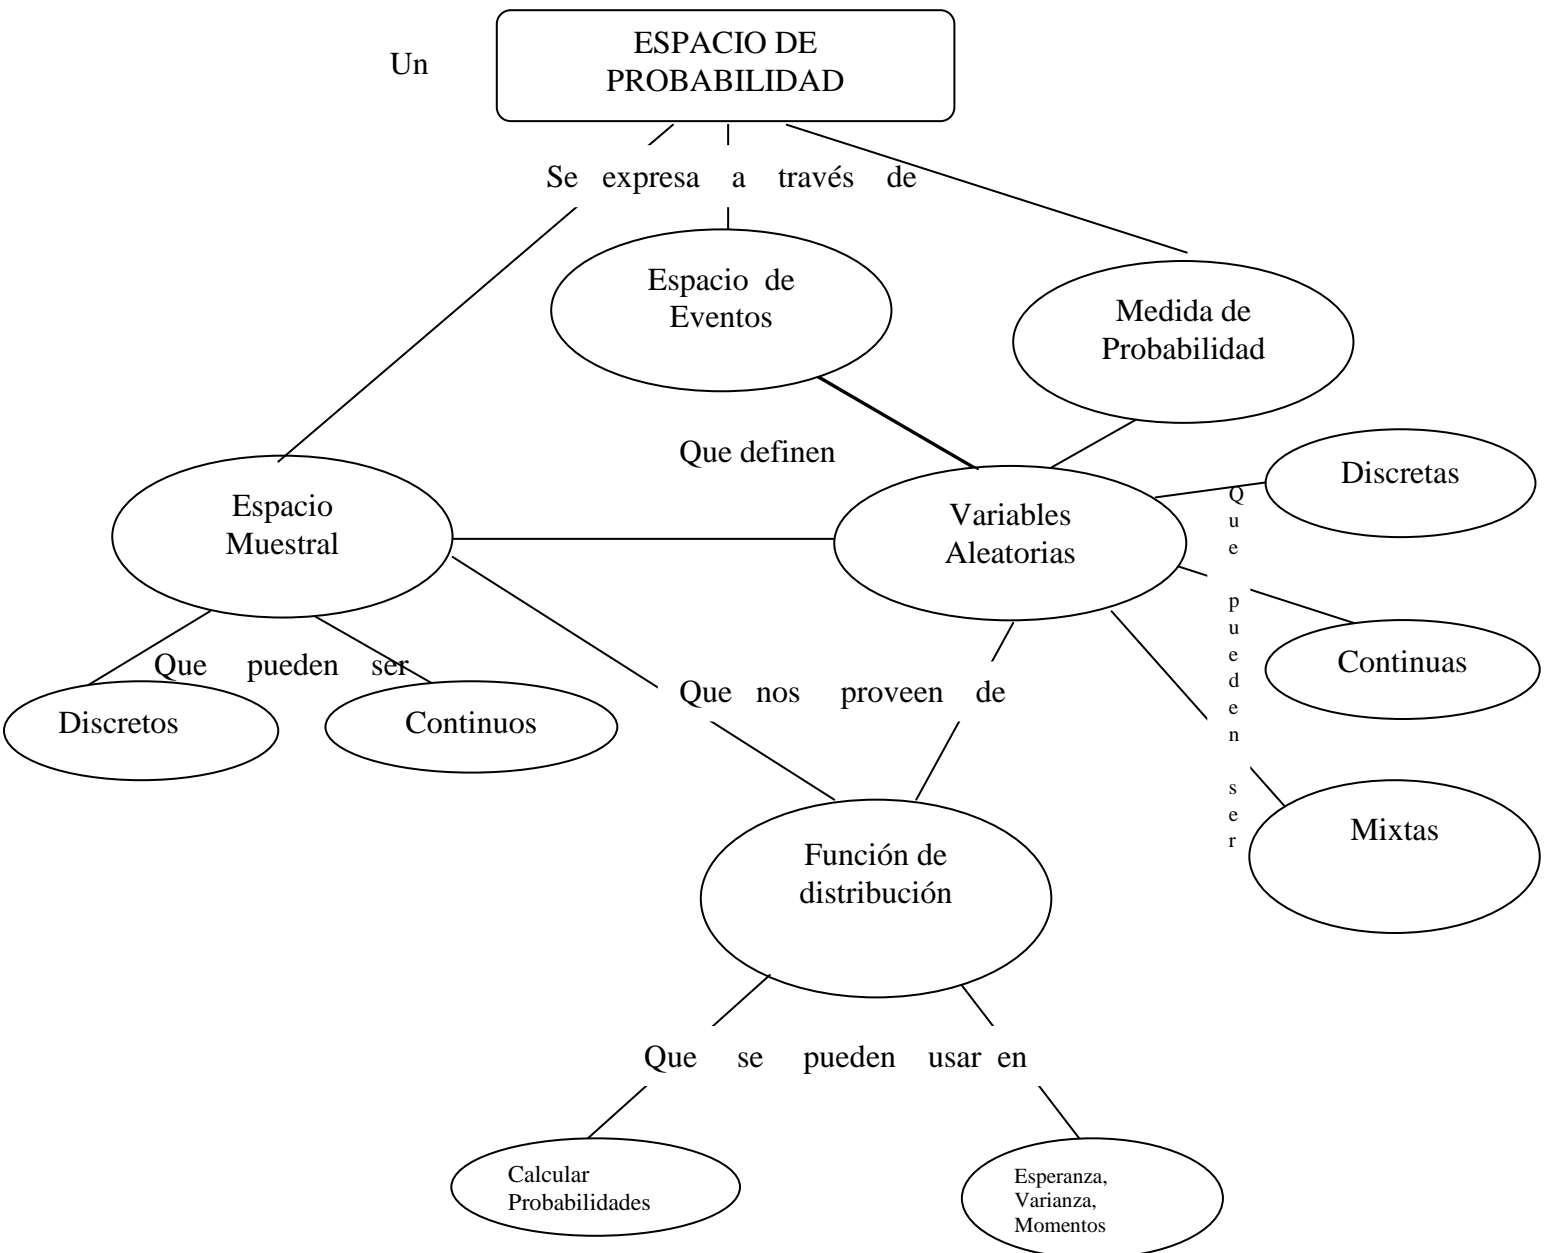 Un
ESPACIO DE
PROBABILIDAD
Se expresa a través de
Espacio de
Eventos
Medida de
Probabilidad
Que definen
Espacio
Muestral
Variables
Aleatorias
Discretas
Que pueden ser
Continuas
Mixtas
Que pueden ser
Discretos
Continuos
Que nos proveen de
Función de
distribución
Que se pueden usar en
Calcular
Probabilidades
Esperanza,
Varianza,
Momentos